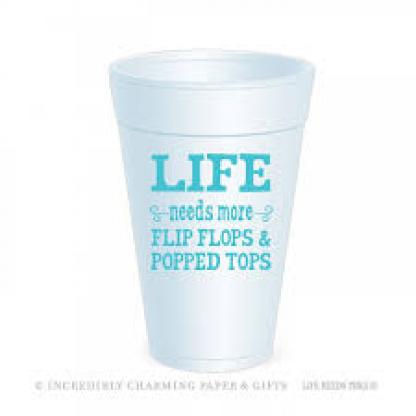 LIFE
needs more
FLIP FLOPS &
POPPED TOPS
© INCREDIBLY CHARMING PAPER & GIFTS